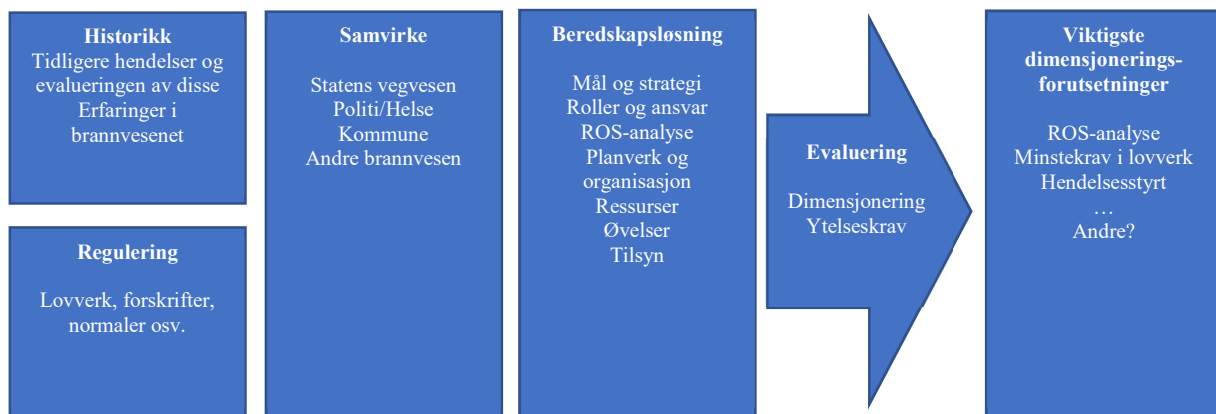 Historikk
Tidligere hendelser og
evalueringen av disse
Erfaringer i
brannvesenet
Regulering
Lovverk, forskrifter,
normaler osv.
Samvirke
Statens vegvesen
Politi/Helse
Kommune
Andre brannvesen
Beredskapsløsning
Mål og strategi
Roller og ansvar
ROS-analyse
Planverk og
organisasjon
Ressurser
Øvelser
Tilsyn
Evaluering
Dimensjonering
Ytelseskrav
Viktigste
dimensjonerings-
forutsetninger
ROS-analyse
Minstekrav i lovverk
Hendelsesstyrt
…
Andre?